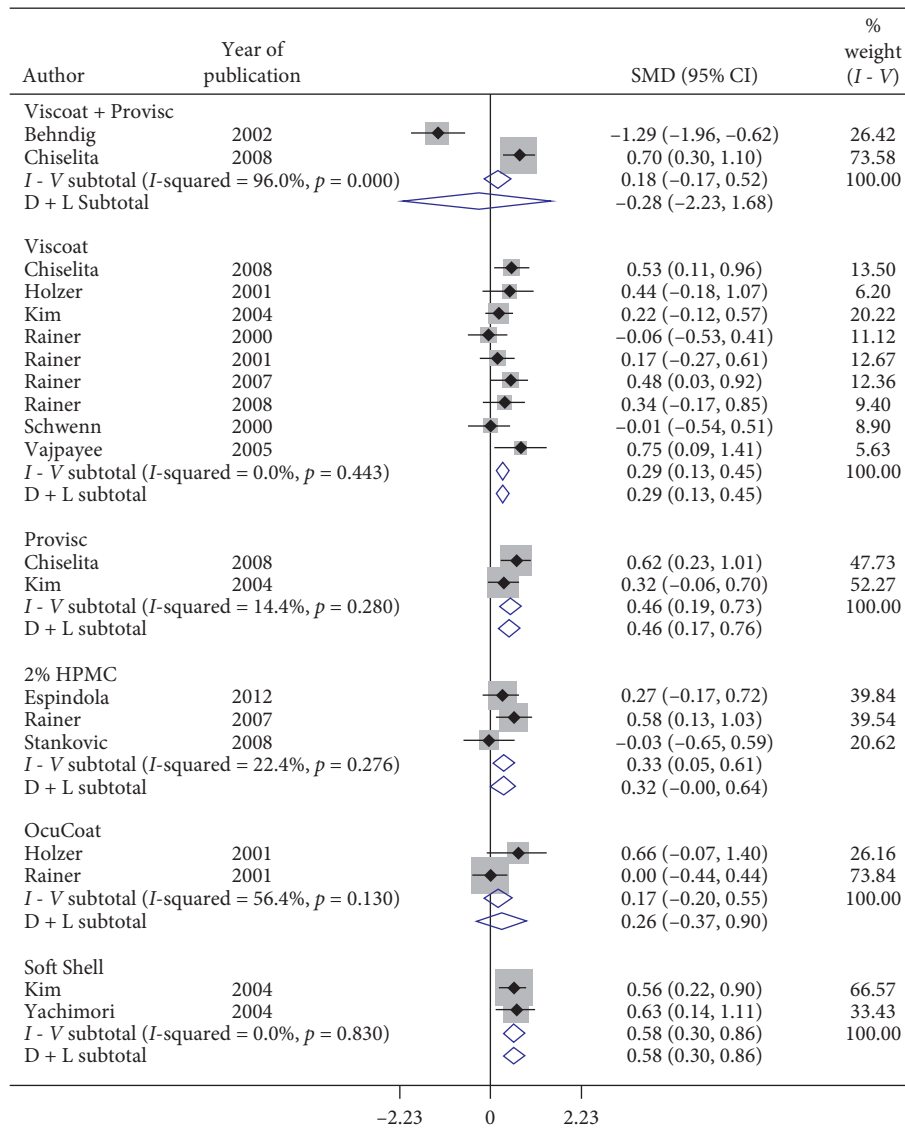 Author Year of publication SMD (95% CI) % weight (I - V)
Viscoat + Provisc
Behndig 2002 −1.29 (−1.96, −0.62) 26.42
Chiselita 2008 0.70 (0.30, 1.10) 73.58
I - V subtotal (I-squared = 96.0%, p = 0.000) 0.18 (−0.17, 0.52) 100.00
D + L Subtotal −0.28 (−2.23, 1.68)
Viscoat
Chiselita 2008 0.53 (0.11, 0.96) 13.50
Holzer 2001 0.44 (−0.18, 1.07) 6.20
Kim 2004 0.22 (−0.12, 0.57) 20.22
Rainer 2000 −0.06 (−0.53, 0.41) 11.12
Rainer 2001 0.17 (−0.27, 0.61) 12.67
Rainer 2007 0.48 (0.03, 0.92) 12.36
Rainer 2008 0.34 (−0.17, 0.85) 9.40
Schwenn 2000 −0.01 (−0.54, 0.51) 8.90
Vajpayee 2005 0.75 (0.09, 1.41) 5.63
I - V subtotal (I-squared = 0.0%, p = 0.443) 0.29 (0.13, 0.45) 100.00
D + L subtotal 0.29 (0.13, 0.45)
Provisc
Chiselita 2008 0.62 (0.23, 1.01) 47.73
Kim 2004 0.32 (−0.06, 0.70) 52.27
I - V subtotal (I-squared = 14.4%, p = 0.280) 0.46 (0.19, 0.73) 100.00
D + L subtotal 0.46 (0.17, 0.76)
2% HPMC
Espindola 2012 0.27 (−0.17, 0.72) 39.84
Rainer 2007 0.58 (0.13, 1.03) 39.54
Stankovic 2008 −0.03 (−0.65, 0.59) 20.62
I - V subtotal (I-squared = 22.4%, p = 0.276) 0.33 (0.05, 0.61) 100.00
D + L subtotal 0.32 (−0.00, 0.64)
OcuCoat
Holzer 2001 0.66 (−0.07, 1.40) 26.16
Rainer 2001 0.00 (−0.44, 0.44) 73.84
I - V subtotal (I-squared = 56.4%, p = 0.130) 0.17 (−0.20, 0.55) 100.00
D + L subtotal 0.26 (−0.37, 0.90)
Soft Shell
Kim 2004 0.56 (0.22, 0.90) 66.57
Yachimori 2004 0.63 (0.14, 1.11) 33.43
I - V subtotal (I-squared = 0.0%, p = 0.830) 0.58 (0.30, 0.86) 100.00
D + L subtotal 0.58 (0.30, 0.86)
−2.23 0 2.23